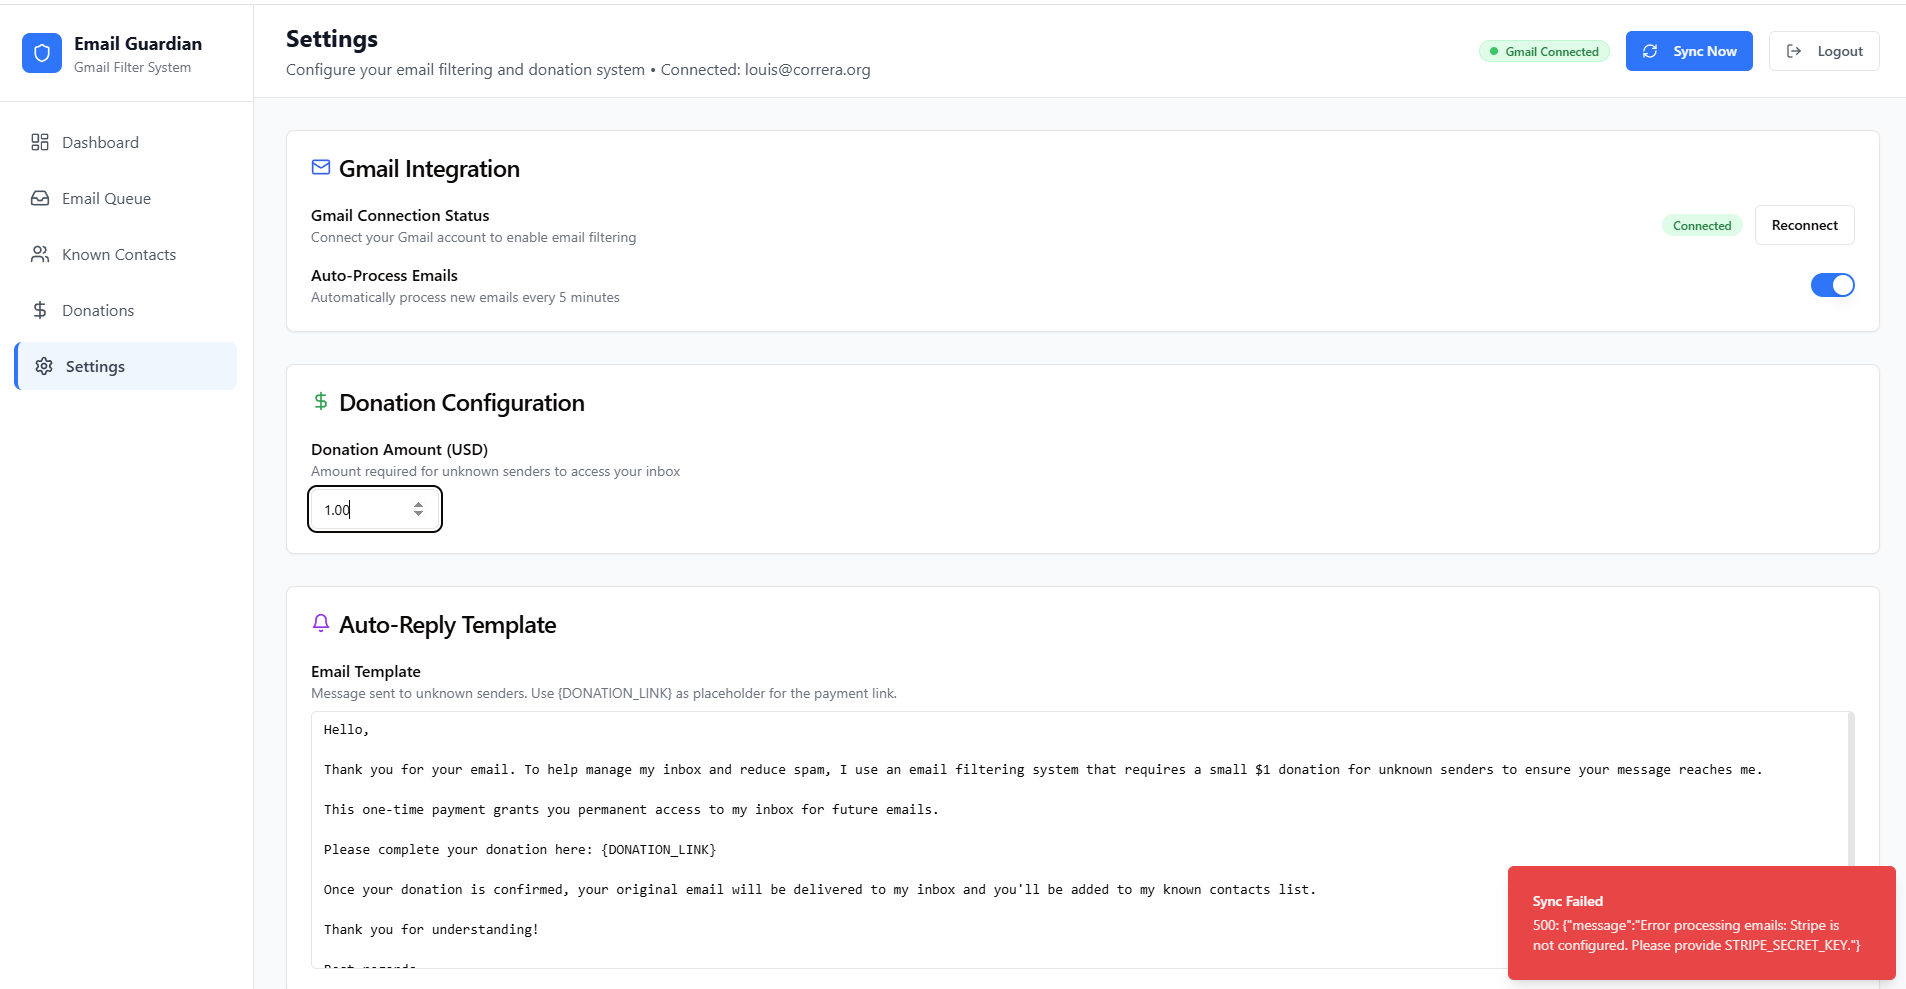 Email Guardian
Gmail Filter System
Dashboard
Email Queue
Known Contacts
Donations
Settings
Settings
Configure your email filtering and donation system • Connected: louis@correra.org
Gmail Connected
Sync Now
Logout
Gmail Integration
Gmail Connection Status
Connect your Gmail account to enable email filtering
Connected
Reconnect
Auto-Process Emails
Automatically process new emails every 5 minutes
Donation Configuration
Donation Amount (USD)
Amount required for unknown senders to access your inbox
1.00
Auto-Reply Template
Email Template
Message sent to unknown senders. Use {DONATION_LINK} as placeholder for the payment link.
Hello,
Thank you for your email. To help manage my inbox and reduce spam, I use an email filtering system that requires a small $1 donation for unknown senders to ensure your message reaches me.
This one-time payment grants you permanent access to my inbox for future emails.
Please complete your donation here: {DONATION_LINK}
Once your donation is confirmed, your original email will be delivered to my inbox and you'll be added to my known contacts list.
Thank you for understanding!
Best regards
Sync Failed
500: {"message":"Error processing emails: Stripe is
not configured. Please provide STRIPE_SECRET_KEY."}